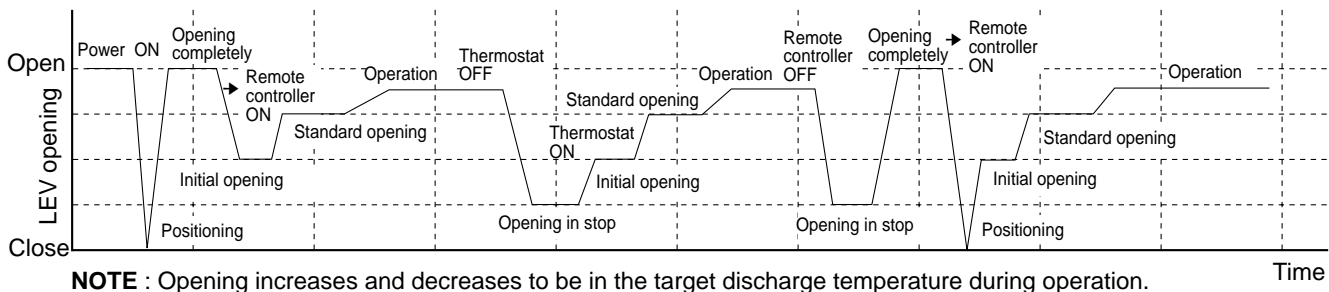 Power ON
Opening
completely
Remote
controller
ON
Operation
Thermostat
OFF
Operation
Remote
controller
OFF
Opening
completely
Remote
controller
ON
Operation
Open
Standard opening
Standard opening
Thermostat
ON
Standard opening
Initial opening
Initial opening
Initial opening
LEV opening
Positioning
Opening in stop
Opening in stop
Positioning
Close
Time
NOTE : Opening increases and decreases to be in the target discharge temperature during operation.